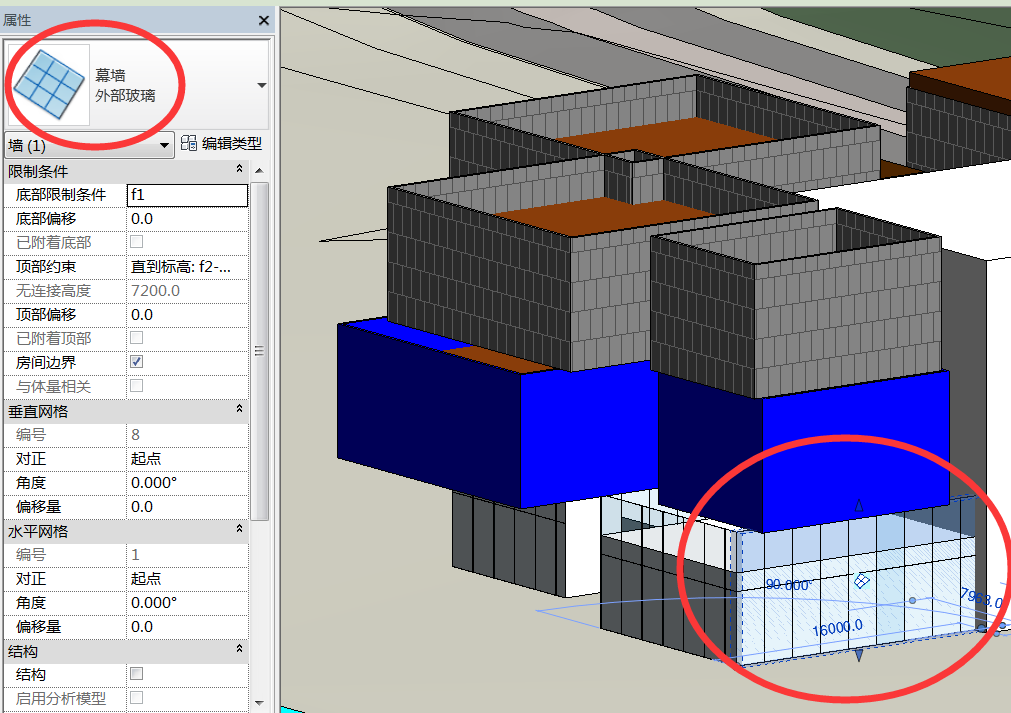 属性
幕墙
外部玻璃
墙 (1)
编辑类型
限制条件
底部限制条件 f1
底部偏移 0.0
已附着底部
顶部约束 直到标高: f2-...
无连接高度 7200.0
顶部偏移 0.0
已附着顶部
房间边界
与体量相关
垂直网格
编号 8
对正 起点
角度 0.000°
偏移量 0.0
水平网格
编号 1
对正 起点
角度 0.000°
偏移量 0.0
结构
结构
启用分析模型
90.000°
16000.0